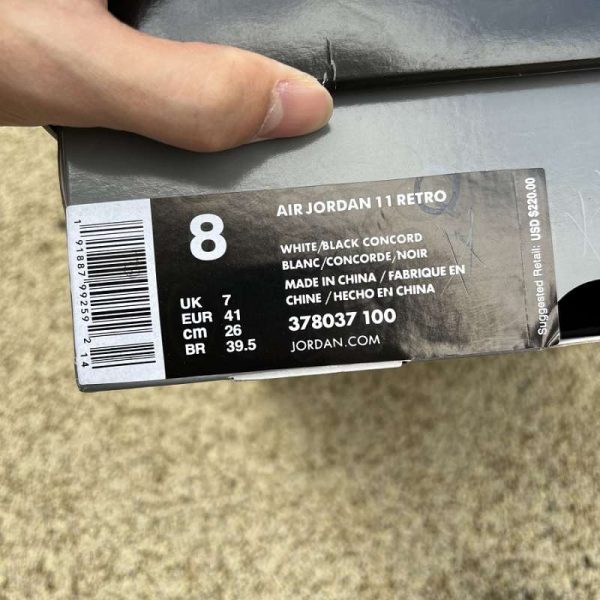 8
AIR JORDAN 11 RETRO
WHITE/BLACK CONCORD
BLANC/CONCORDE/NOIR
MADE IN CHINA / FABRIQUE EN
CHINE / HECHO EN CHINA
378037 100
JORDAN.COM
UK 7
EUR 41
cm 26
BR 39.5
1 91887 99259 2 14
Suggested Retail: USD $220.00